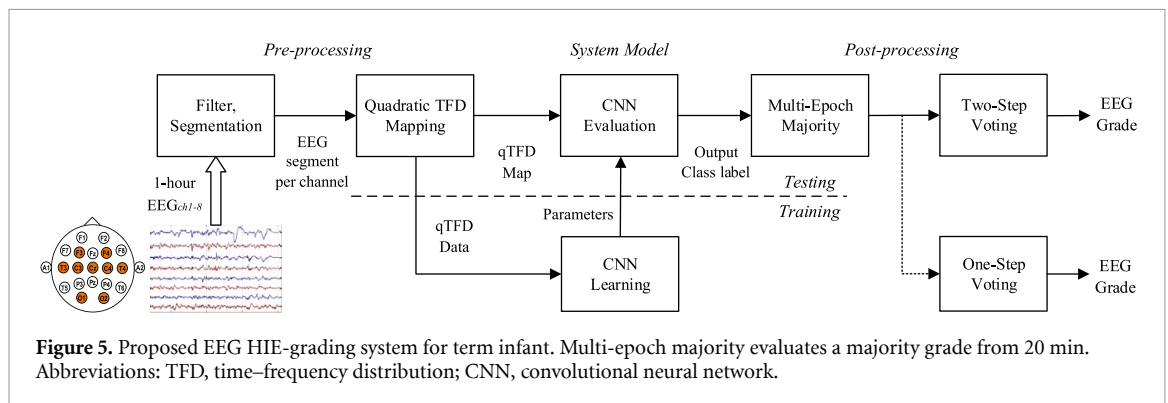 Pre-processing
System Model
Post-processing
Filter,
Segmentation
Quadratic TFD
Mapping
CNN
Evaluation
Multi-Epoch
Majority
Two-Step
Voting
EEG
Grade
EEG
segment
per channel
qTFD
Map
Output
Class label
1-hour
EEGch1-8
Testing
Training
Parameters
qTFD
Data
CNN
Learning
One-Step
Voting
EEG
Grade
F1 F2
F7 F3 Fz F4 F8
A1 T3 C3 Cz C4 T4 A2
T5 P3 Pz P4 T6
O1 O2
Figure 5. Proposed EEG HIE-grading system for term infant. Multi-epoch majority evaluates a majority grade from 20 min.
Abbreviations: TFD, time–frequency distribution; CNN, convolutional neural network.